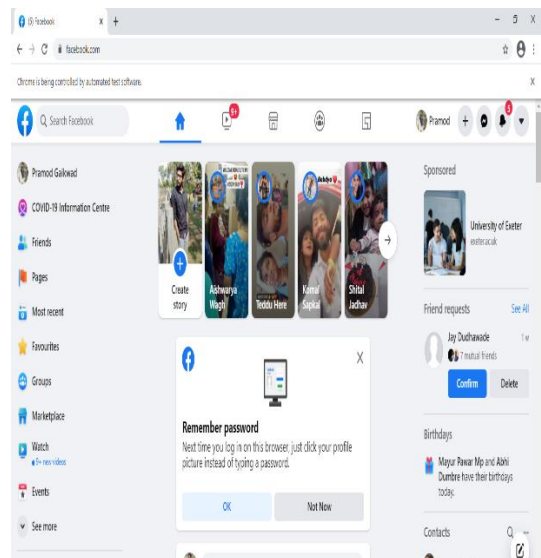 (5) Facebook
facebook.com
Chrome is being controlled by automated test software.
Search Facebook
9+
Pramod
5
Pramod Gaikwad
COVID-19 Information Centre
Friends
Pages
Most recent
Favourites
Groups
Marketplace
Watch
9+ new videos
Events
See more
Create
story
Aishwarya
Wagh
Teddu Here
Komal
Sapkal
Shital
Jadhav
Remember password
Next time you log in on this browser, just click your profile
picture instead of typing a password.
OK
Not Now
Sponsored
University of Exeter
exeter.ac.uk
Friend requests
See All
Jay Dudhawade
1 w
7 mutual friends
Confirm
Delete
Birthdays
Mayur Pawar Mp and Abhi
Dumbre have their birthdays
today.
Contacts